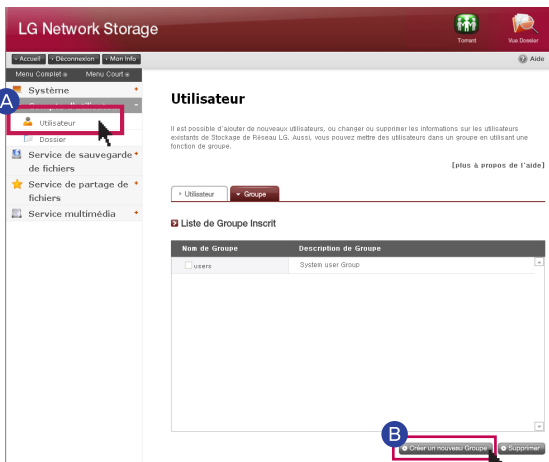 LG Network Storage
Torrent
Vue Dossier
Accueil
Déconnexion
Mon Info
Aide
Menu Complet
Menu Court
Système
A
Utilisateur
Dossier
Service de sauvegarde
de fichiers
Service de partage de
fichiers
Service multimédia
Utilisateur
Il est possible d'ajouter de nouveaux utilisateurs, ou changer ou supprimer les informations sur les utilisateurs
existants de Stockage de Réseau LG. Aussi, vous pouvez mettre des utilisateurs dans un groupe en utilisant une
fonction de groupe.
[plus à propos de l'aide]
Utilisateur
Groupe
Liste de Groupe Inscrit
Nom de Groupe
Description de Groupe
users
System user Group
B
Créer un nouveau Groupe
Supprimer